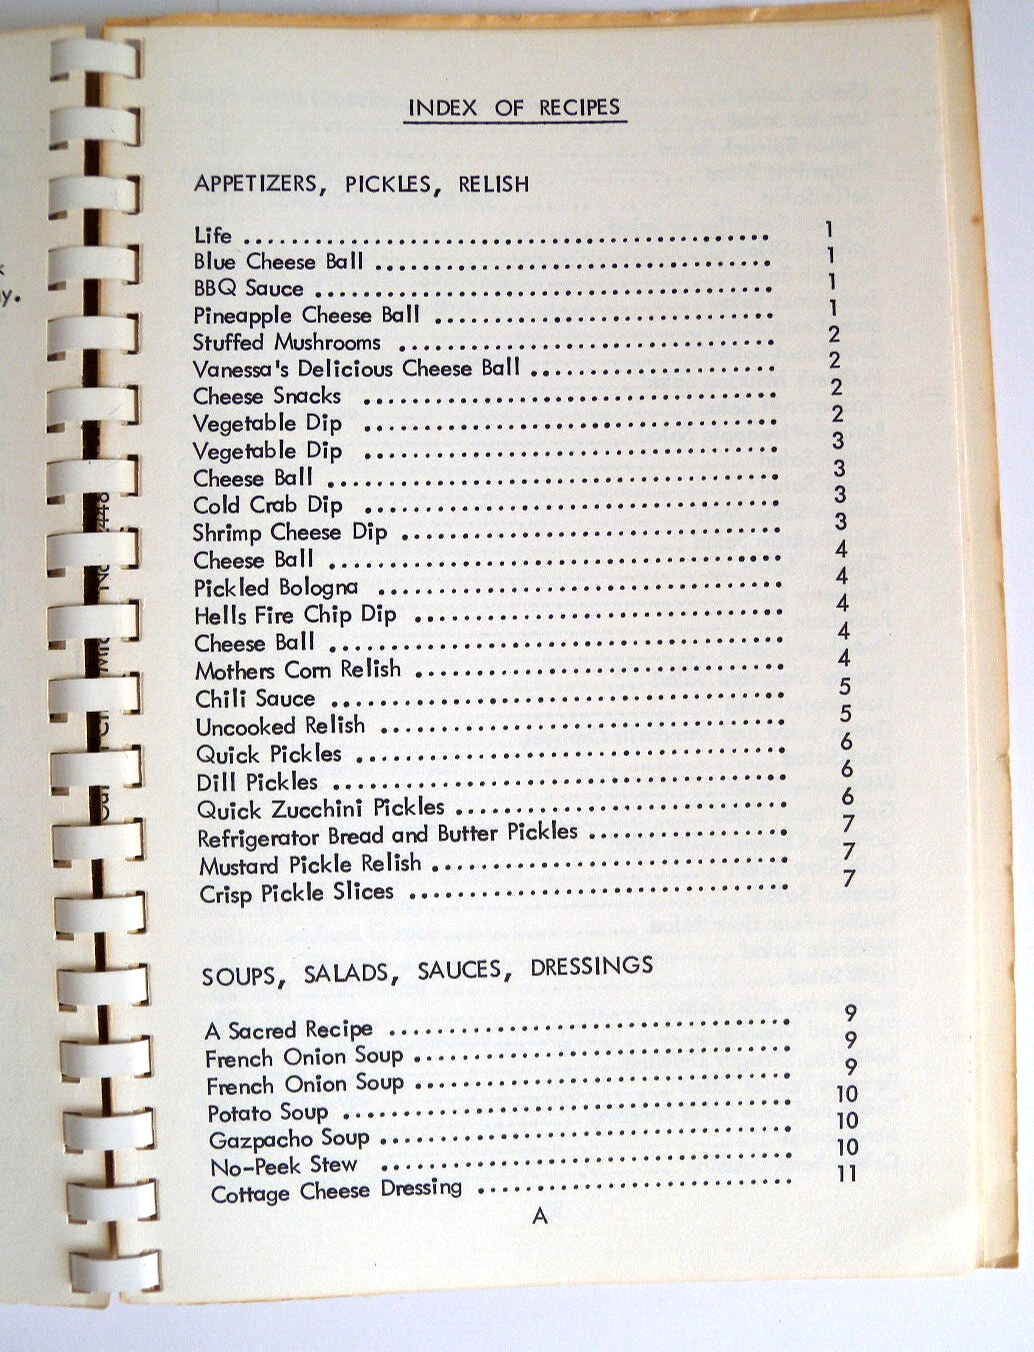 INDEX OF RECIPES
APPETIZERS, PICKLES, RELISH
Life ............................................. 1
Blue Cheese Ball .................................. 1
BBQ Sauce ....................................... 1
Pineapple Cheese Ball ............................. 1
Stuffed Mushrooms ................................ 2
Vanessa's Delicious Cheese Ball ..................... 2
Cheese Snacks ................................... 2
Vegetable Dip ................................... 2
Vegetable Dip ................................... 3
Cheese Ball ...................................... 3
Cold Crab Dip ................................... 3
Shrimp Cheese Dip ................................ 3
Cheese Ball ...................................... 4
Pickled Bologna .................................. 4
Hells Fire Chip Dip ............................... 4
Cheese Ball ...................................... 4
Mothers Corn Relish ............................... 4
Chili Sauce ...................................... 5
Uncooked Relish .................................. 5
Quick Pickles .................................... 6
Dill Pickles ...................................... 6
Quick Zucchini Pickles ............................ 6
Refrigerator Bread and Butter Pickles ................. 7
Mustard Pickle Relish .............................. 7
Crisp Pickle Slices ................................ 7
SOUPS, SALADS, SAUCES, DRESSINGS
A Sacred Recipe .................................. 9
French Onion Soup ................................ 9
French Onion Soup ................................ 9
Potato Soup ...................................... 10
Gazpacho Soup ................................... 10
No-Peek Stew .................................... 10
Cottage Cheese Dressing ........................... 11
A